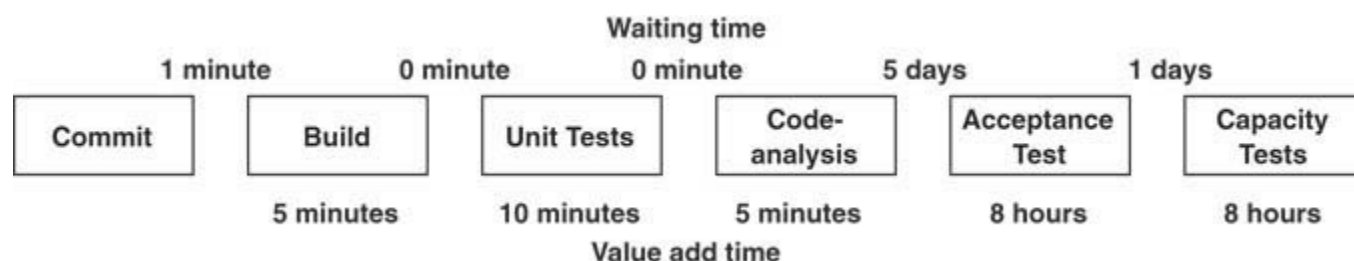 Waiting time
1 minute 0 minute 0 minute 5 days 1 days
Commit Build Unit Tests Code-
analysis Acceptance
Test Capacity
Tests
5 minutes 10 minutes 5 minutes 8 hours 8 hours
Value add time